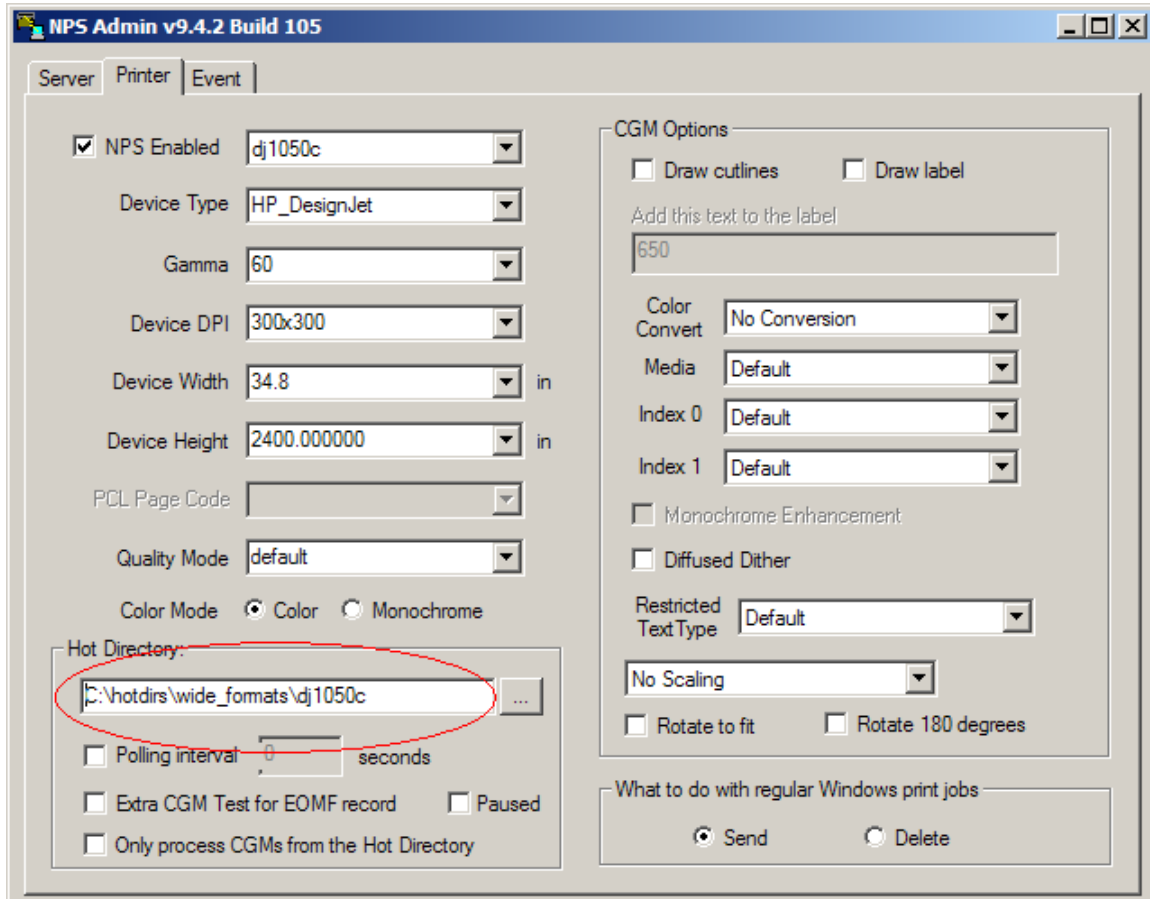 NPS Admin v9.4.2 Build 105
Server Printer Event
NPS Enabled dj1050c
Device Type HP_DesignJet
Gamma 60
Device DPI 300x300
Device Width 34.8 in
Device Height 2400.000000 in
PCL Page Code
Quality Mode default
Color Mode Color Monochrome
Hot Directory:
C:\hotdirs\wide_formats\dj1050c ...
Polling interval 0 seconds
Extra CGM Test for EOMF record Paused
Only process CGMs from the Hot Directory
CGM Options
Draw cutlines Draw label
Add this text to the label
650
Color
Convert No Conversion
Media Default
Index 0 Default
Index 1 Default
Monochrome Enhancement
Diffused Dither
Restricted
TextType Default
No Scaling
Rotate to fit Rotate 180 degrees
What to do with regular Windows print jobs
Send Delete